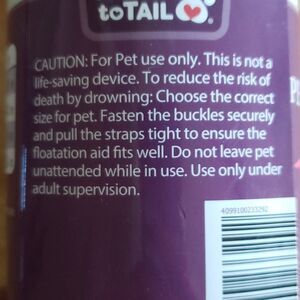 toTAIL
CAUTION: For Pet use only. This is not a
life-saving device. To reduce the risk of
death by drowning: Choose the correct
size for pet. Fasten the buckles securely
and pull the straps tight to ensure the
floatation aid fits well. Do not leave pet
unattended while in use. Use only under
adult supervision.
4099100233292